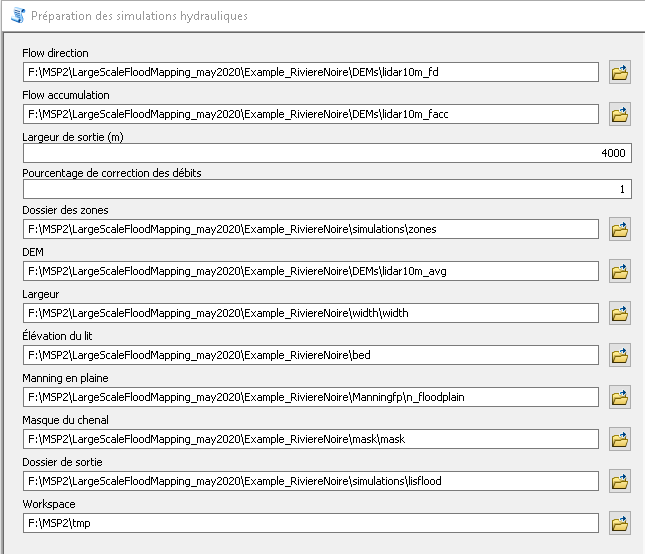 Préparation des simulations hydrauliques
Flow direction
F:\MSP2\LargeScaleFloodMapping_may2020\Example_RiviereNoire\DEMs\lidar10m_fd
Flow accumulation
F:\MSP2\LargeScaleFloodMapping_may2020\Example_RiviereNoire\DEMs\lidar10m_facc
Largeur de sortie (m)
4000
Pourcentage de correction des débits
1
Dossier des zones
F:\MSP2\LargeScaleFloodMapping_may2020\Example_RiviereNoire\simulations\zones
DEM
F:\MSP2\LargeScaleFloodMapping_may2020\Example_RiviereNoire\DEMs\lidar10m_avg
Largeur
F:\MSP2\LargeScaleFloodMapping_may2020\Example_RiviereNoire\width\width
Élévation du lit
F:\MSP2\LargeScaleFloodMapping_may2020\Example_RiviereNoire\bed
Manning en plaine
F:\MSP2\LargeScaleFloodMapping_may2020\Example_RiviereNoire\Manningfp\n_floodplain
Masque du chenal
F:\MSP2\LargeScaleFloodMapping_may2020\Example_RiviereNoire\mask\mask
Dossier de sortie
F:\MSP2\LargeScaleFloodMapping_may2020\Example_RiviereNoire\simulations\lisflood
Workspace
F:\MSP2\tmp